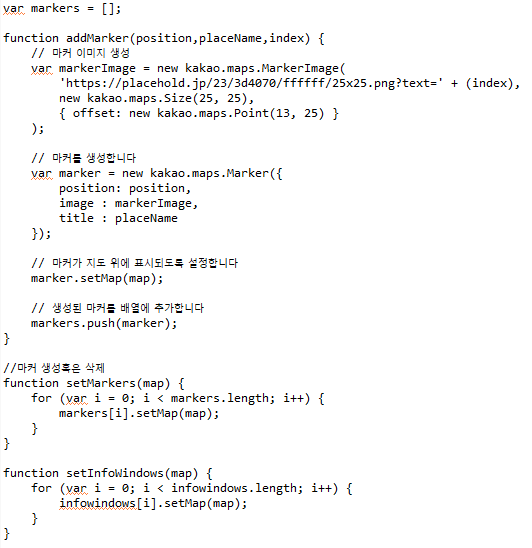 var markers = [];

function addMarker(position,placeName,index) {
    // 마커 이미지 생성
    var markerImage = new kakao.maps.MarkerImage(
        'https://placehold.jp/23/3d4070/ffffff/25x25.png?text=' + (index),
        new kakao.maps.Size(25, 25),
        { offset: new kakao.maps.Point(13, 25) }
    );

    // 마커를 생성합니다
    var marker = new kakao.maps.Marker({
        position: position,
        image : markerImage,
        title : placeName
    });

    // 마커가 지도 위에 표시되도록 설정합니다
    marker.setMap(map);

    // 생성된 마커를 배열에 추가합니다
    markers.push(marker);
}

//마커 생성혹은 삭제
function setMarkers(map) {
    for (var i = 0; i < markers.length; i++) {
        markers[i].setMap(map);
    }
}

function setInfoWindows(map) {
    for (var i = 0; i < infowindows.length; i++) {
        infowindows[i].setMap(map);
    }
}